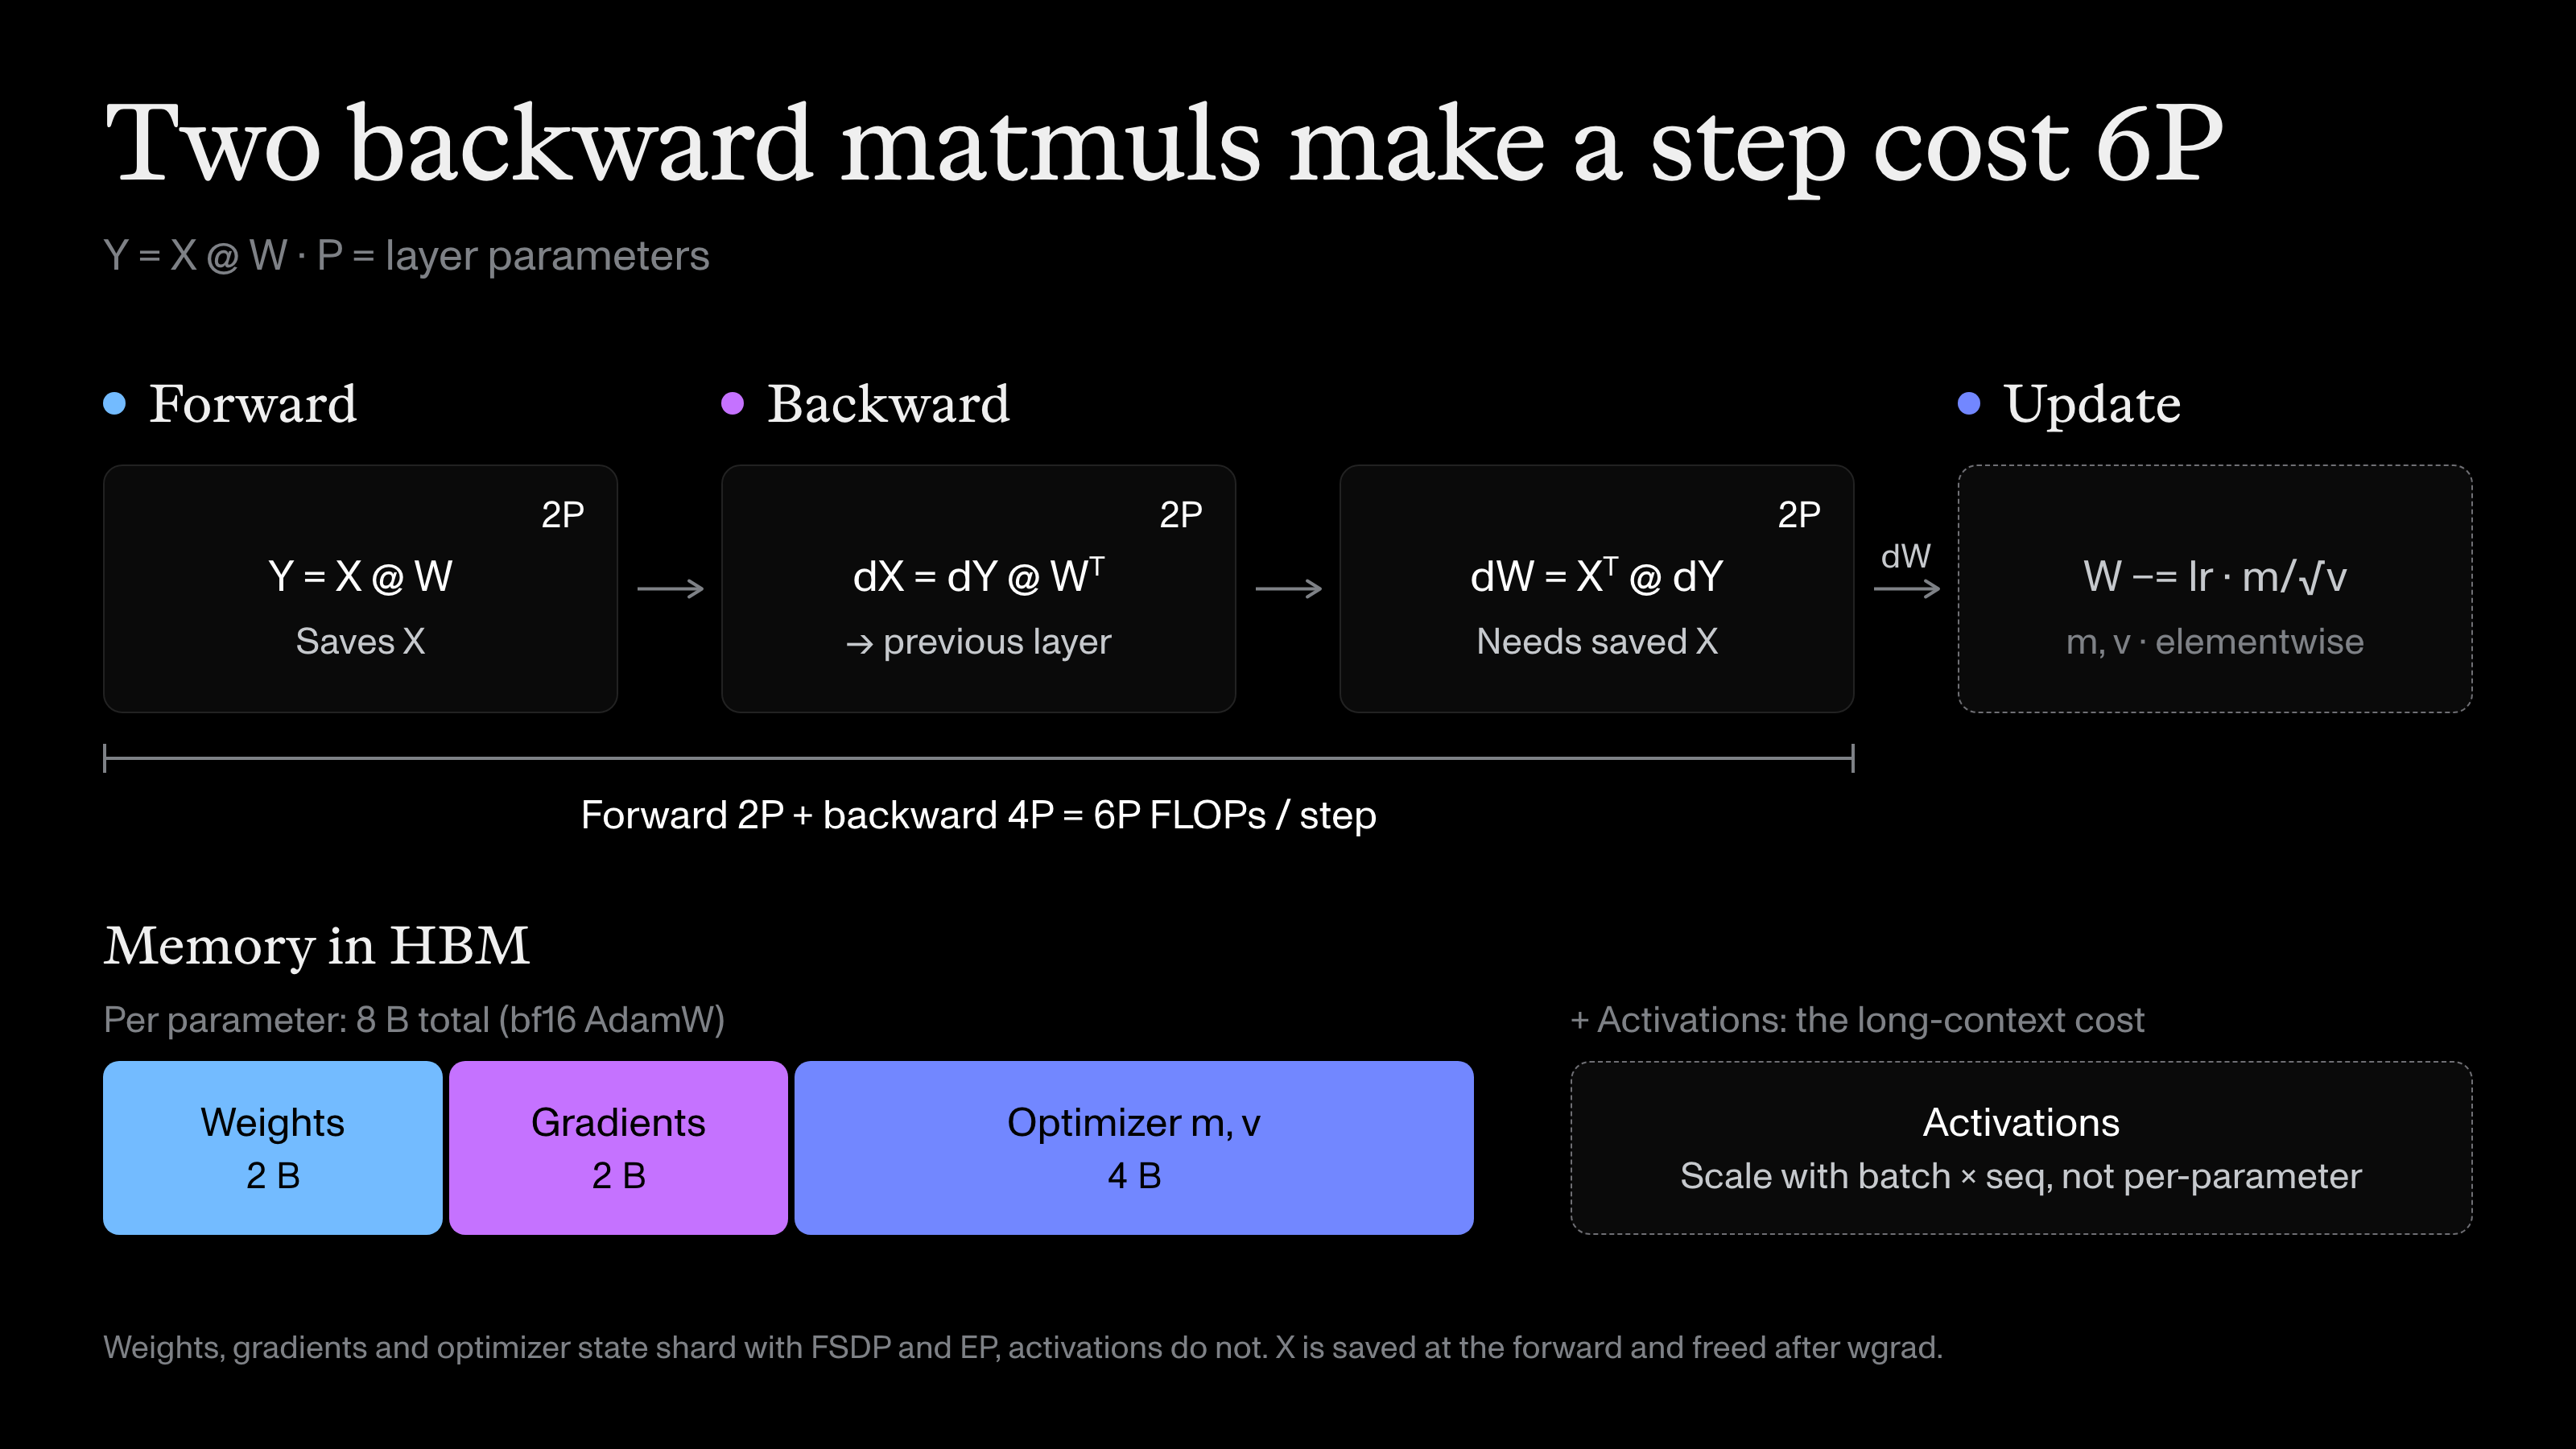 Two backward matmuls make a step cost 6P
Y = X @ W · P = layer parameters
Forward
Backward
Update
2P
Y = X @ W
Saves X
2P
dX = dY @ Wᵀ
→ previous layer
2P
dW = Xᵀ @ dY
Needs saved X
dW
W −= lr · m/√v
m, v · elementwise
Forward 2P + backward 4P = 6P FLOPs / step
Memory in HBM
Per parameter: 8 B total (bf16 AdamW)
Weights
2 B
Gradients
2 B
Optimizer m, v
4 B
+ Activations: the long-context cost
Activations
Scale with batch × seq, not per-parameter
Weights, gradients and optimizer state shard with FSDP and EP, activations do not. X is saved at the forward and freed after wgrad.